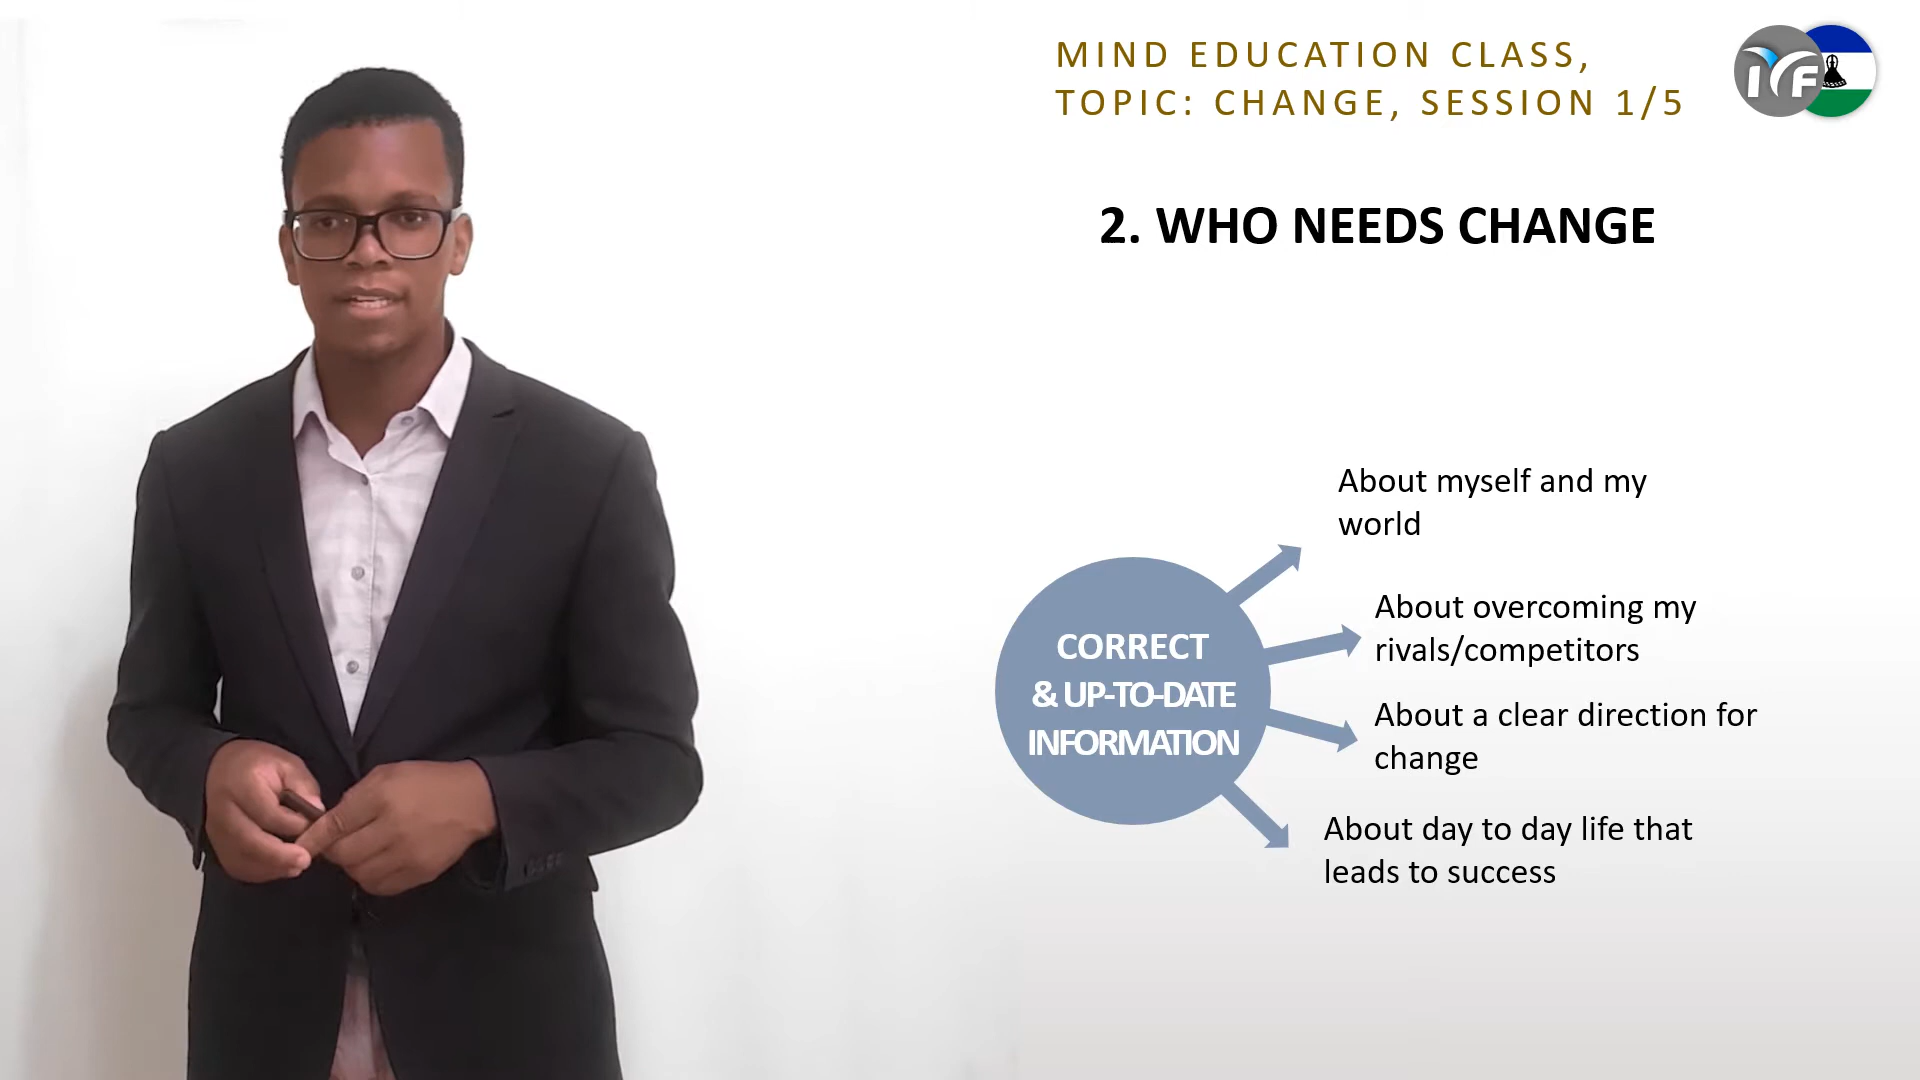 MIND EDUCATION CLASS,
TOPIC: CHANGE, SESSION 1/5
IYF
2. WHO NEEDS CHANGE
About myself and my
world
About overcoming my
rivals/competitors
CORRECT
& UP-TO-DATE
INFORMATION
About a clear direction for
change
About day to day life that
leads to success